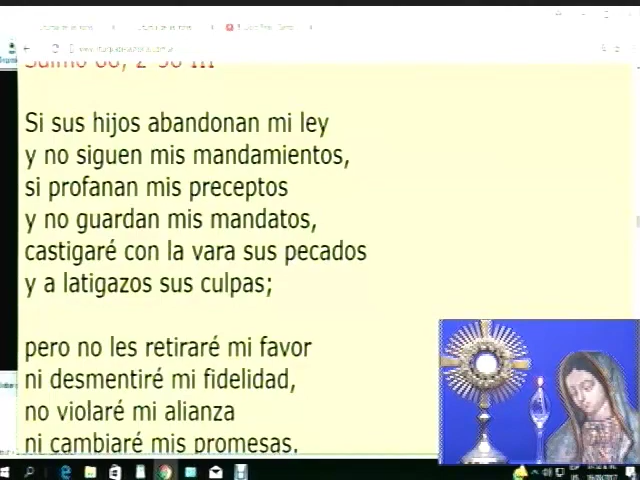 Si sus hijos abandonan mi ley
y no siguen mis mandamientos,
si profanan mis preceptos
y no guardan mis mandatos,
castigaré con la vara sus pecados
y a latigazos sus culpas;
pero no les retiraré mi favor
ni desmentiré mi fidelidad,
no violaré mi alianza
ni cambiaré mis promesas.